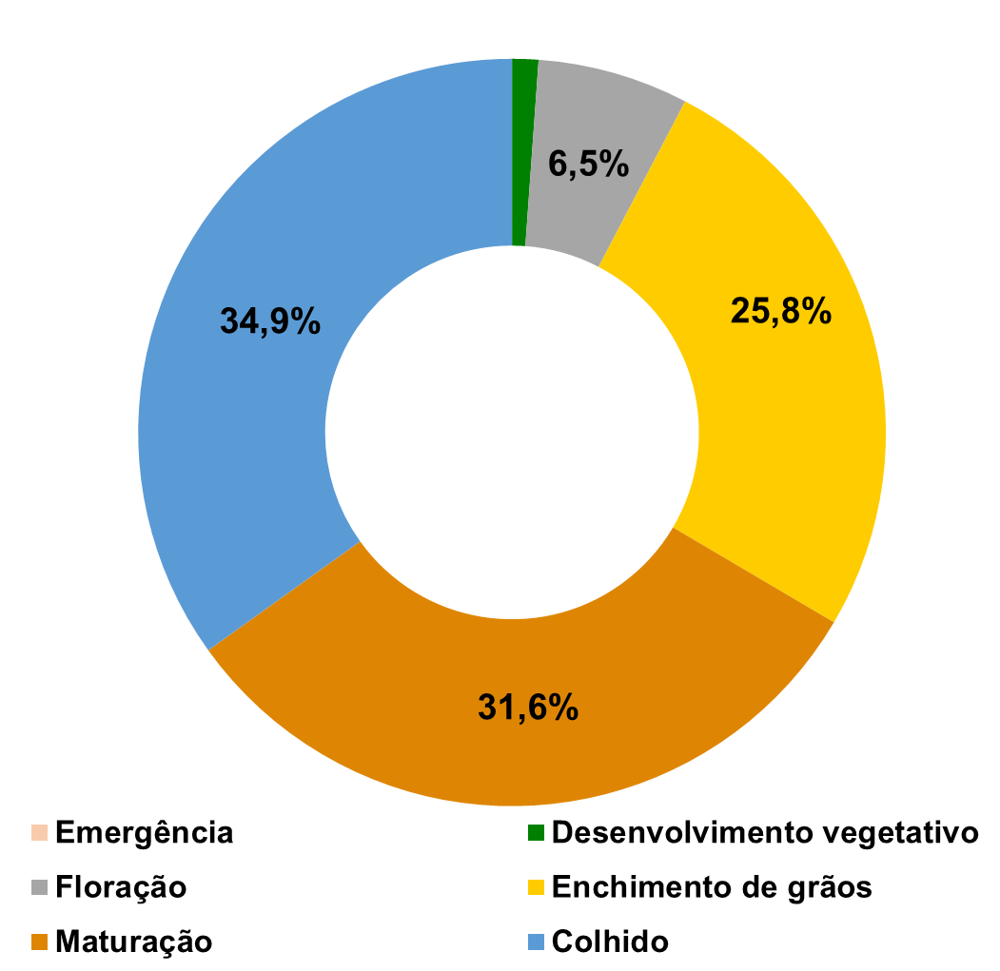 6,5%
25,8%
34,9%
31,6%
Emergência
Desenvolvimento vegetativo
Floração
Enchimento de grãos
Maturação
Colhido